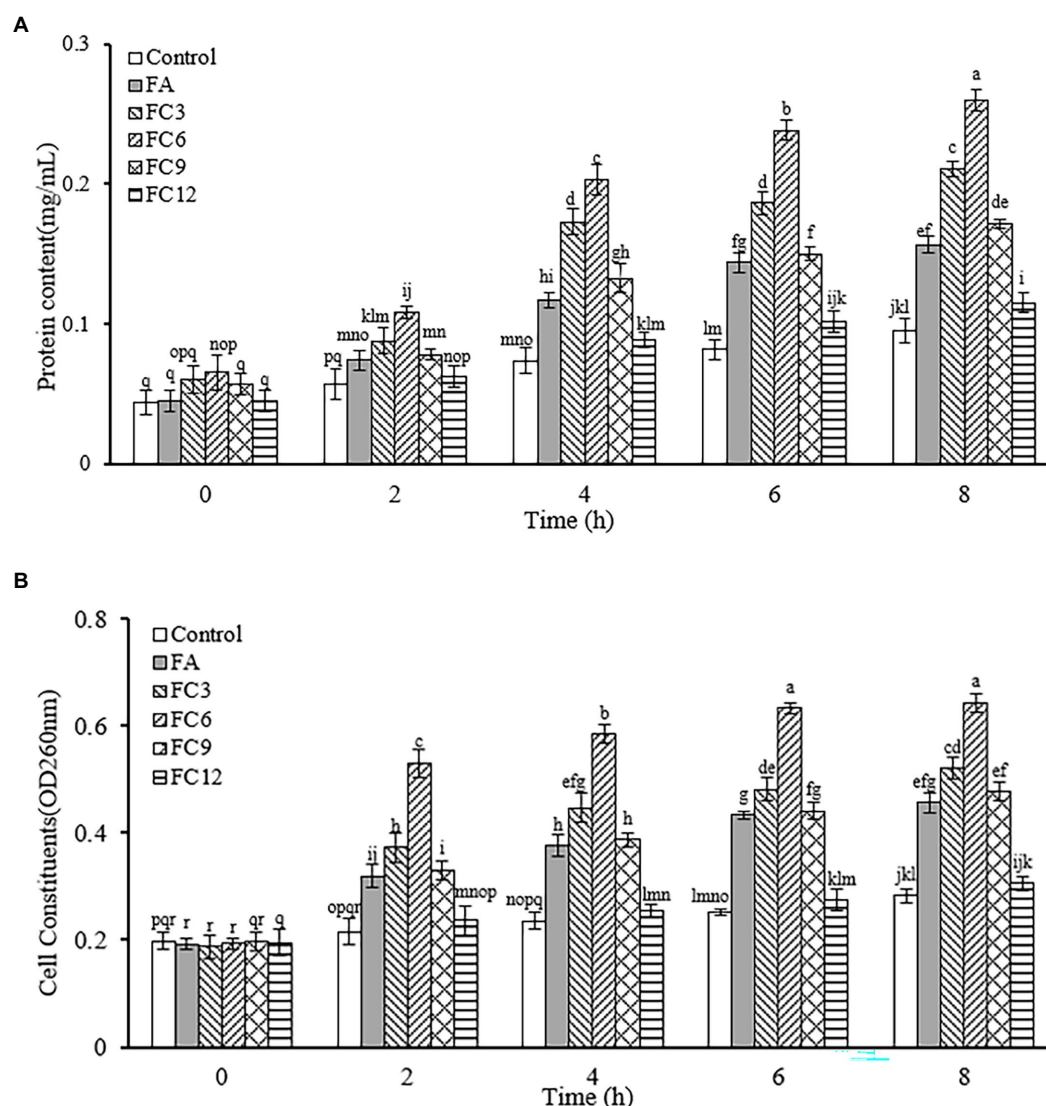 A
0.3
Control
FA
FC3
FC6
FC9
FC12
0.2
0.1
0
Protein content(mg/mL)
q q opq nop q q
pq mno klm ij mn nop
mno hi d c gh klm
lm fg d b f ijk
jkl ef c a de i
0 2 4 6 8
Time (h)
B
0.8
Control
FA
FC3
FC6
FC9
FC12
0.6
0.4
0.2
0
Cell Constituents(OD260nm)
pqr r r r qr q
opqr ij h c i mnop
nopq h efg b h lmn
lmno g de a fg klm
jkl efg cd a ef ijk
0 2 4 6 8
Time (h)